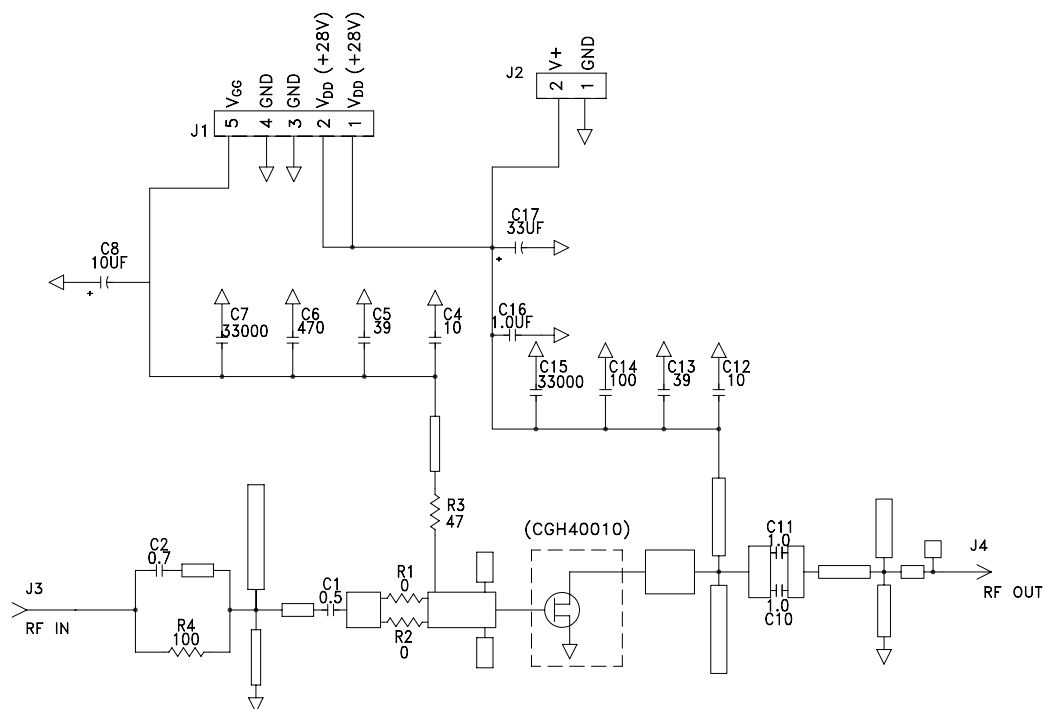 J1
5 VGG
4 GND
3 GND
2 VDD (+28V)
1 VDD (+28V)
J2
2 V+
1 GND
C17
33UF
C8
10UF
+
+
C16
1.0UF
C7
33000
C6
470
C5
39
C4
10
C15
33000
C14
100
C13
39
C12
10
R3
47
(CGH40010)
C2
0.7
C11
1.0
1.0
C10
J4
RF OUT
J3
RF IN
R4
100
C1
0.5
R1
0
R2
0